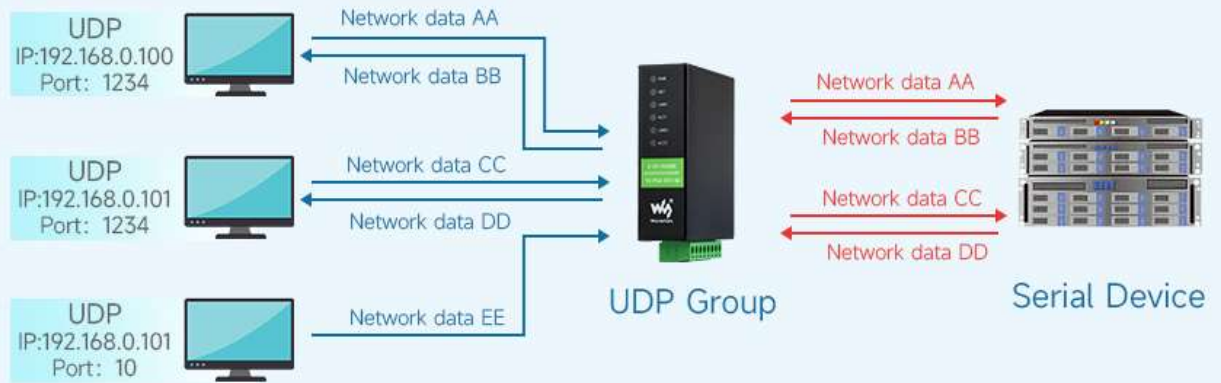 UDP
IP:192.168.0.100
Port: 1234
Network data AA
Network data BB
UDP
IP:192.168.0.101
Port: 1234
Network data CC
Network data DD
UDP
IP:192.168.0.101
Port: 10
Network data EE
UDP Group
Network data AA
Network data BB
Network data CC
Network data DD
Serial Device